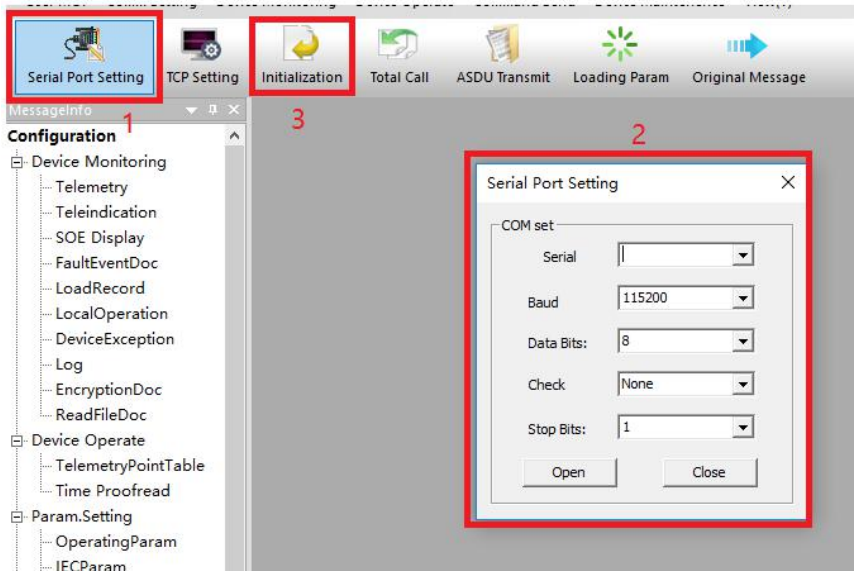 Serial Port Setting
TCP Setting
Initialization
Total Call
ASDU Transmit
Loading Param
Original Message
MessageInfo
1
3
2
Configuration
Device Monitoring
Telemetry
Teleindication
SOE Display
FaultEventDoc
LoadRecord
LocalOperation
DeviceException
Log
EncryptionDoc
ReadFileDoc
Device Operate
TelemetryPointTable
Time Proofread
Param.Setting
OperatingParam
IECParam
Serial Port Setting
COM set
Serial
Baud 115200
Data Bits: 8
Check None
Stop Bits: 1
Open Close